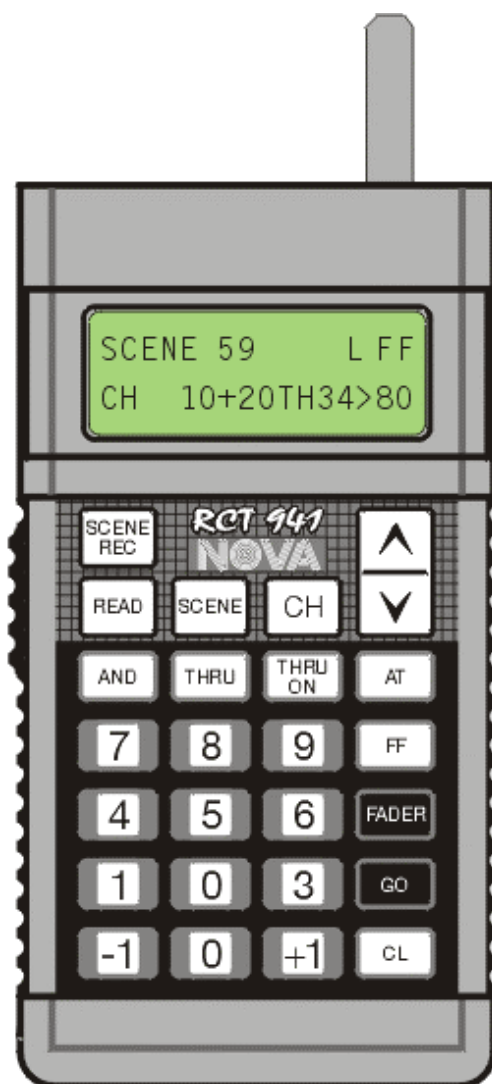 SCENE 59 L FF
CH 10+20TH34>80
SCENE REC
RCT 941
NOVA
READ SCENE CH
AND THRU THRU ON AT
7 8 9 FF
4 5 6 FADER
1 0 3 GO
-1 0 +1 CL